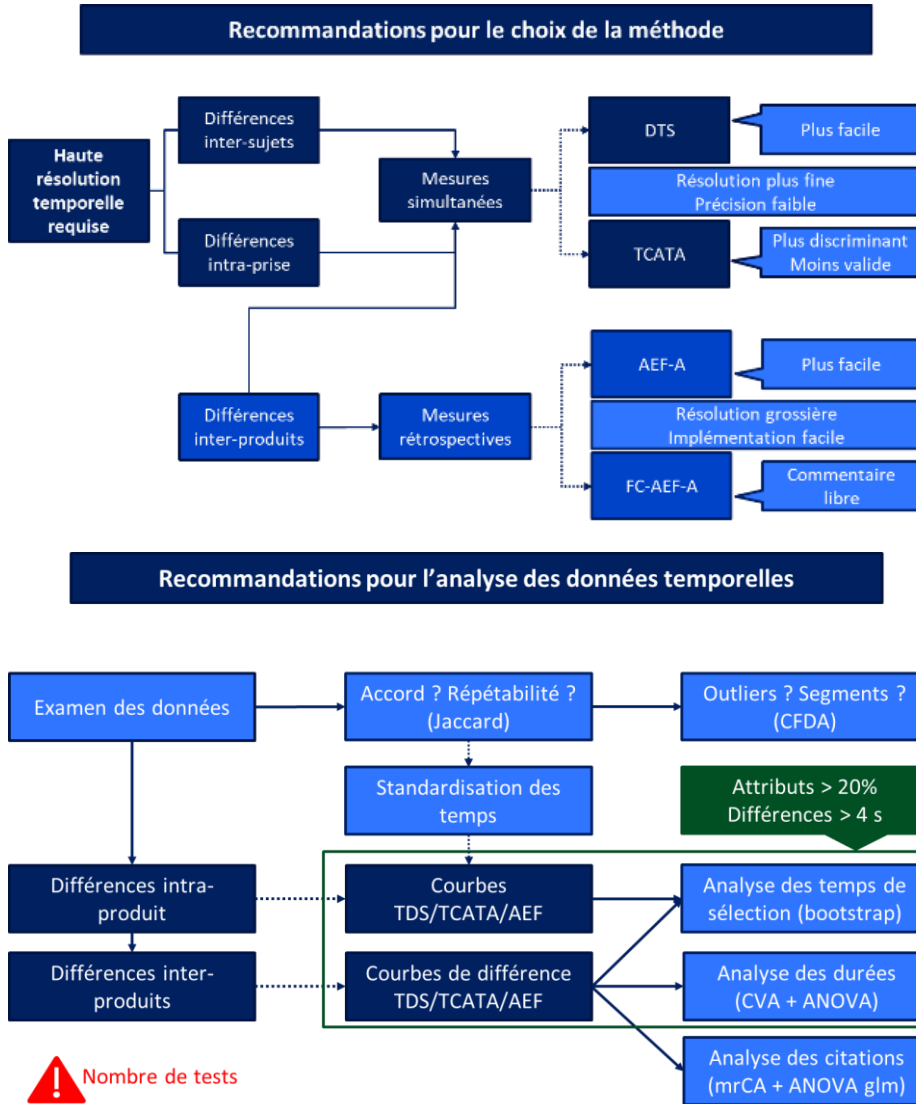 Recommandations pour le choix de la méthode
Haute
résolution
temporelle
requise
Différences
inter-sujets
Différences
intra-prise
Mesures
simultanées
DTS
Plus facile
Résolution plus fine
Précision faible
TCATA
Plus discriminant
Moins valide
Différences
inter-produits
Mesures
rétrospectives
AEF-A
Plus facile
Résolution grossière
Implémentation facile
FC-AEF-A
Commentaire
libre
Recommandations pour l'analyse des données temporelles
Examen des données
Accord ? Répétabilité ?
(Jaccard)
Outliers ? Segments ?
(CFDA)
Standardisation des
temps
Attributs > 20%
Différences > 4 s
Différences intra-
produit
Courbes
TDS/TCATA/AEF
Analyse des temps de
sélection (bootstrap)
Différences inter-
produits
Courbes de différence
TDS/TCATA/AEF
Analyse des durées
(CVA + ANOVA)
Analyse des citations
(mrCA + ANOVA glm)
! Nombre de tests